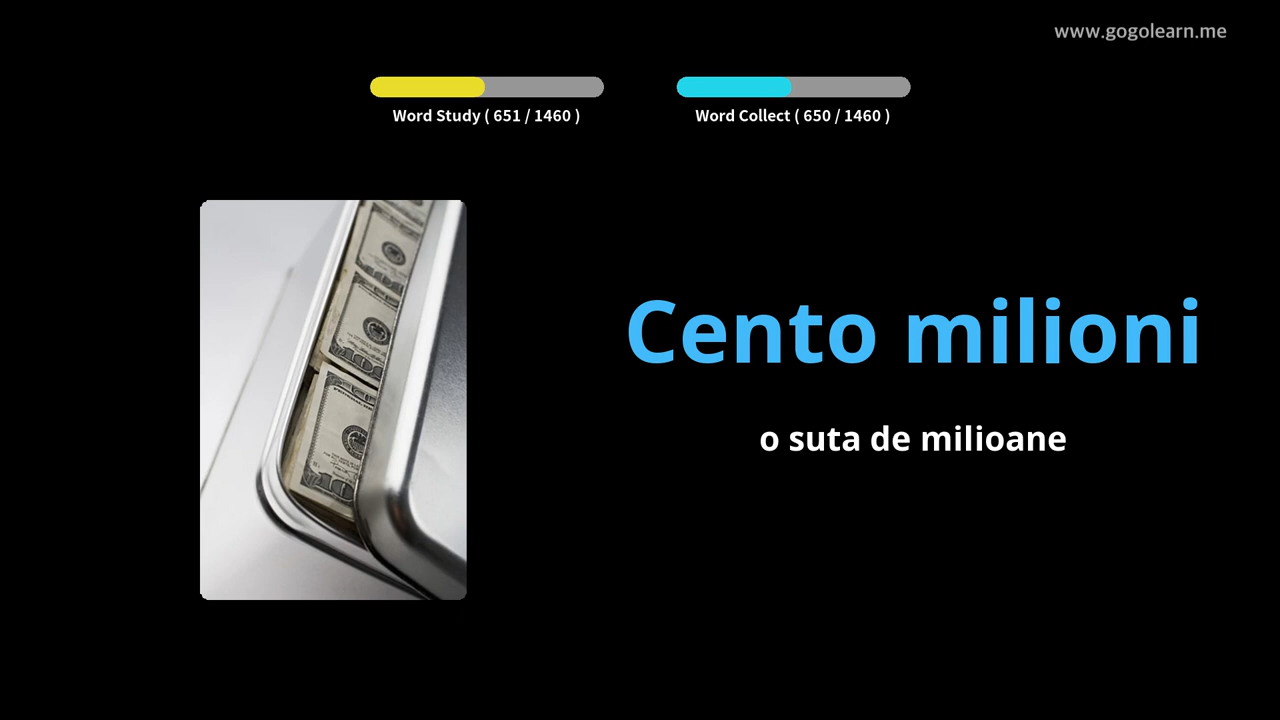 www.gogolearn.me
Word Study ( 651 / 1460 )
Word Collect ( 650 / 1460 )
Cento milioni
o suta de milioane